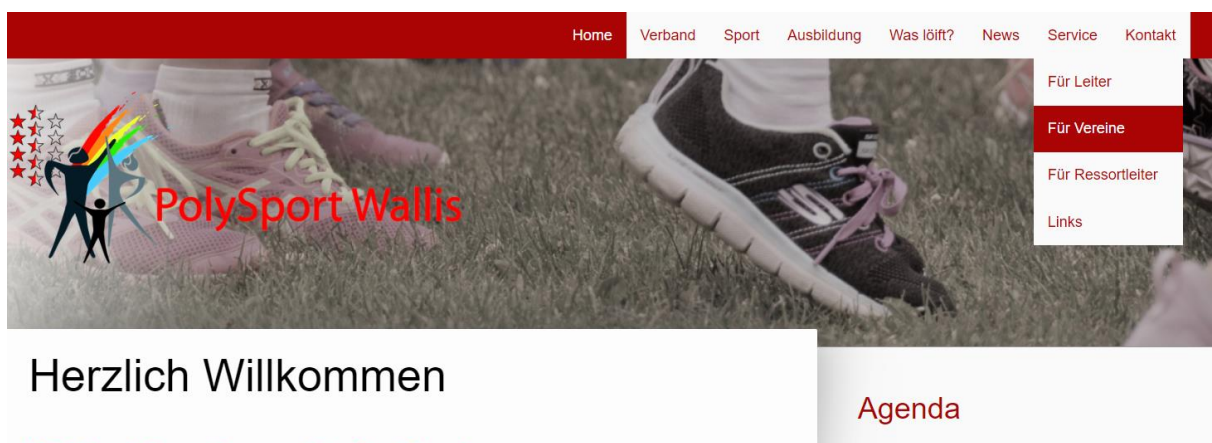 Home Verband Sport Ausbildung Was löift? News Service Kontakt
Für Leiter
Für Vereine
Für Ressortleiter
Links
PolySport Wallis
Herzlich Willkommen
Agenda